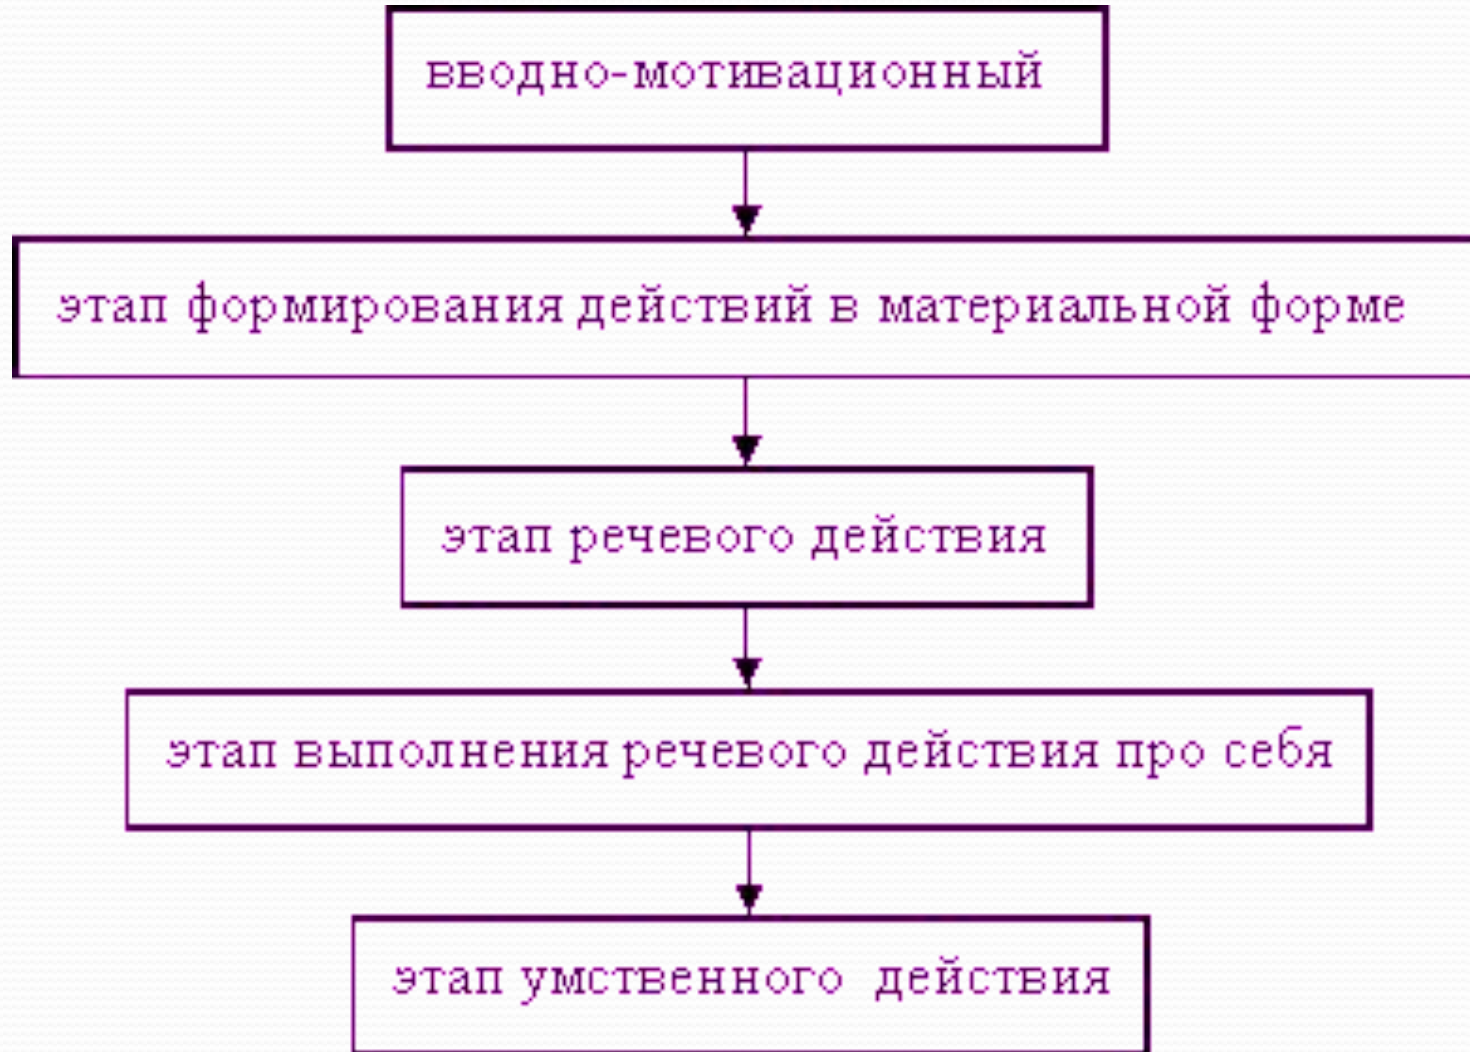 вводно-мотивационный
этап формирования действий в материальной форме
этап речевого действия
этап выполнения речевого действия про себя
этап умственного действия